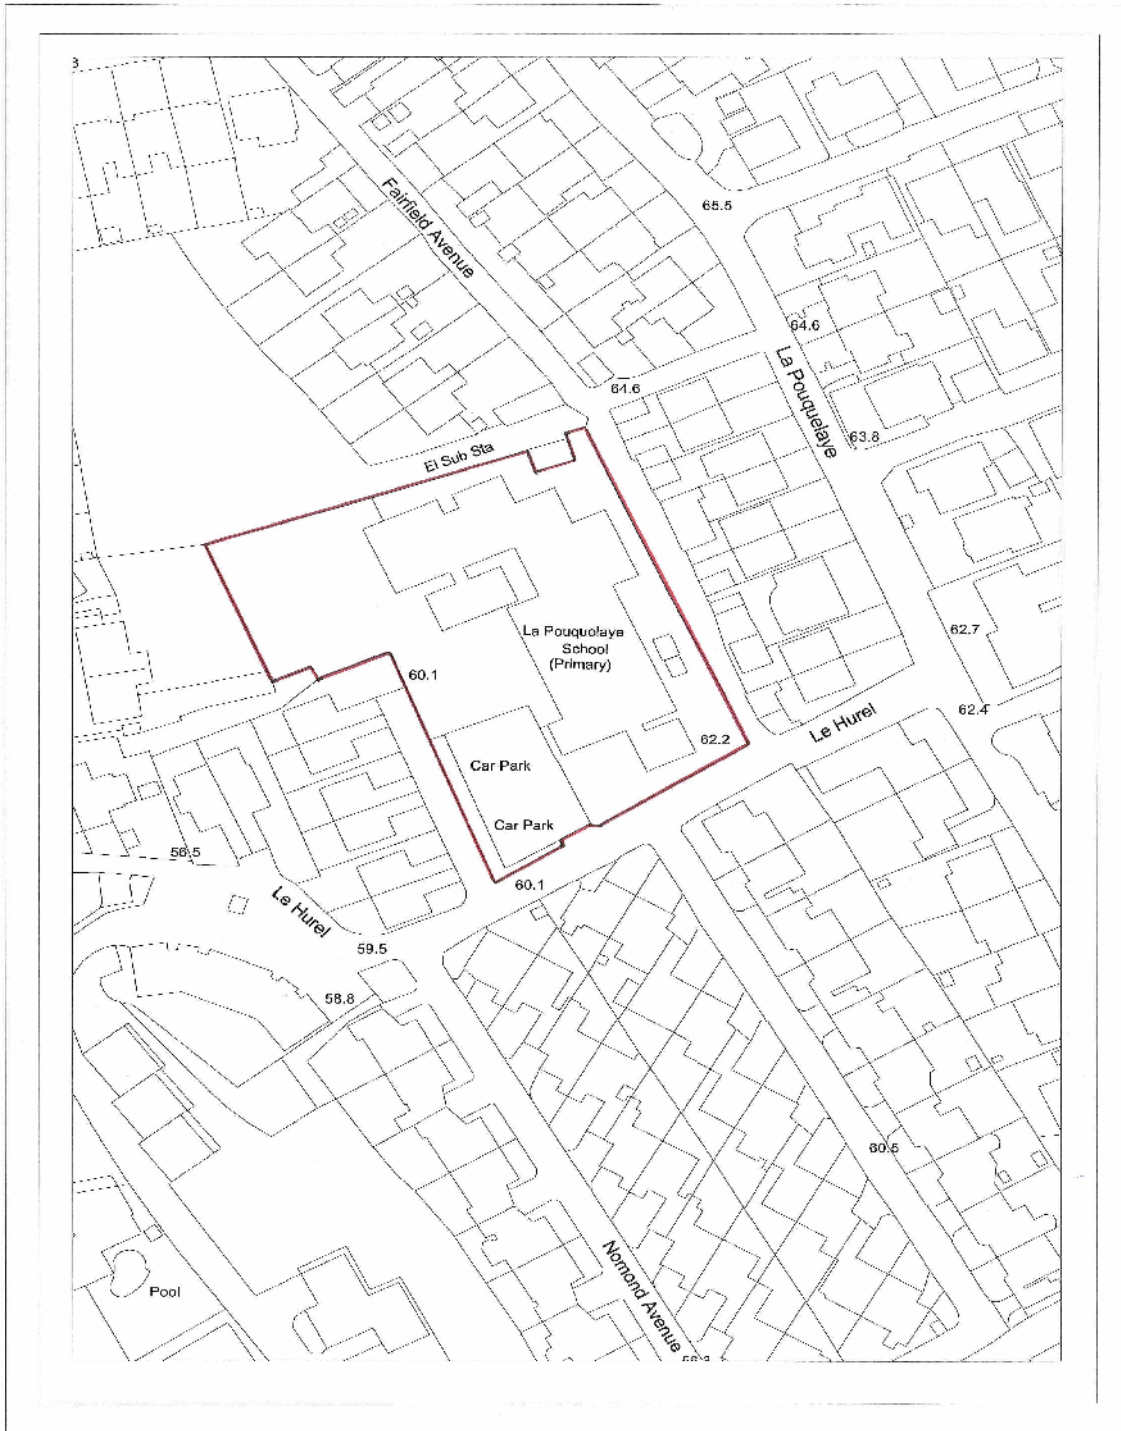 Fairfield Avenue
65.5
64.6
La Pouquelaye
64.6
63.8
El Sub Sta
La Pouquolaye
School
(Primary)
62.7
60.1
62.4
Le Hurel
62.2
Car Park
Car Park
56.5
60.1
Le Hurel
59.5
58.8
60.5
Nomond Avenue
Pool